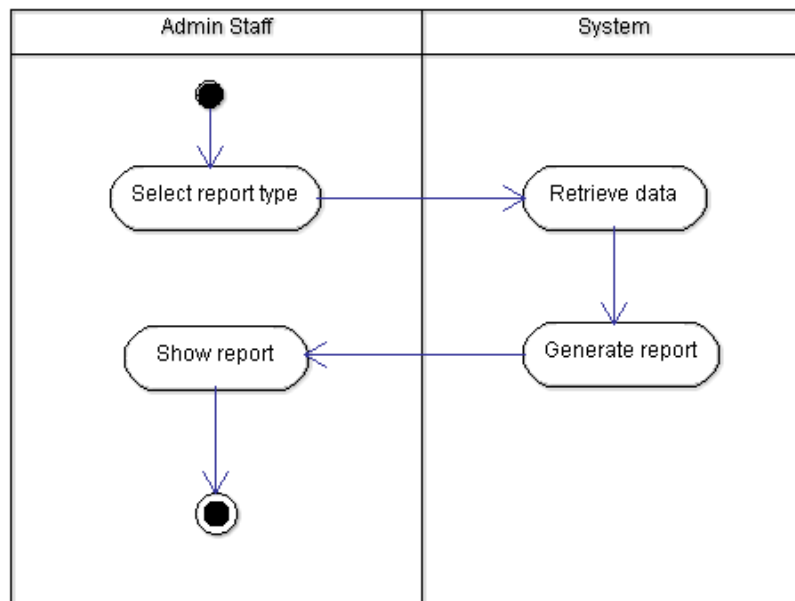 Admin Staff
System
Select report type
Retrieve data
Show report
Generate report